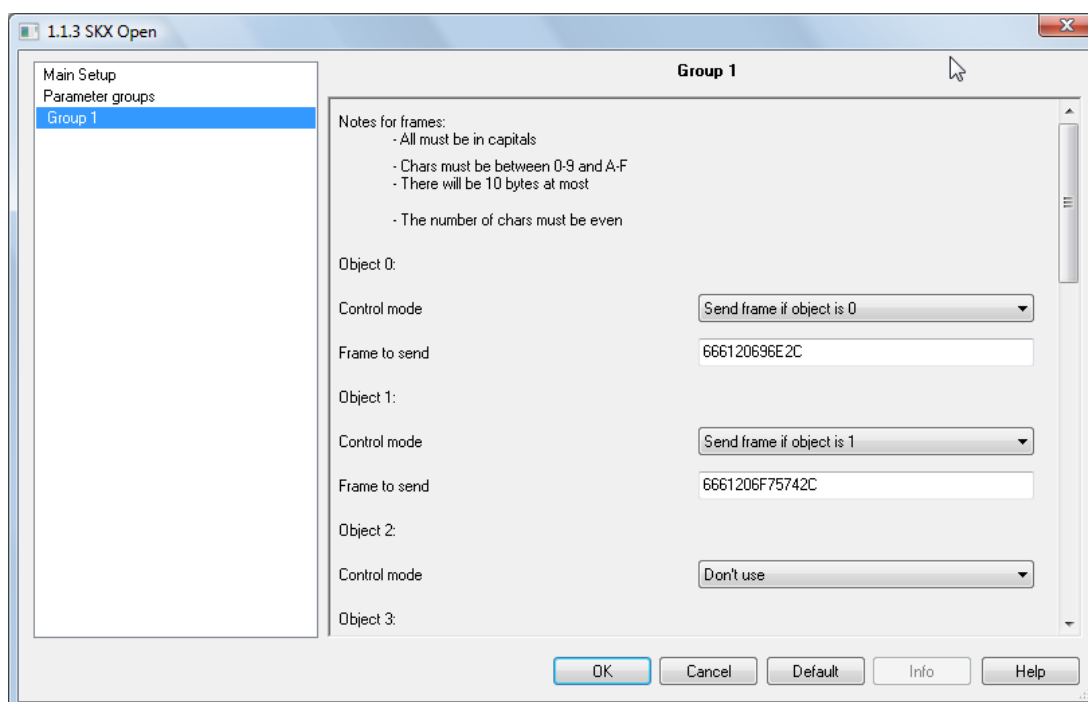 1.1.3 SKX Open
Main Setup
Parameter groups
Group 1
Group 1
Notes for frames:
- All must be in capitals
- Chars must be between 0-9 and A-F
- There will be 10 bytes at most
- The number of chars must be even
Object 0:
Control mode
Send frame if object is 0
Frame to send
666120696E2C
Object 1:
Control mode
Send frame if object is 1
Frame to send
6661206F75742C
Object 2:
Control mode
Don't use
Object 3:
OK
Cancel
Default
Info
Help